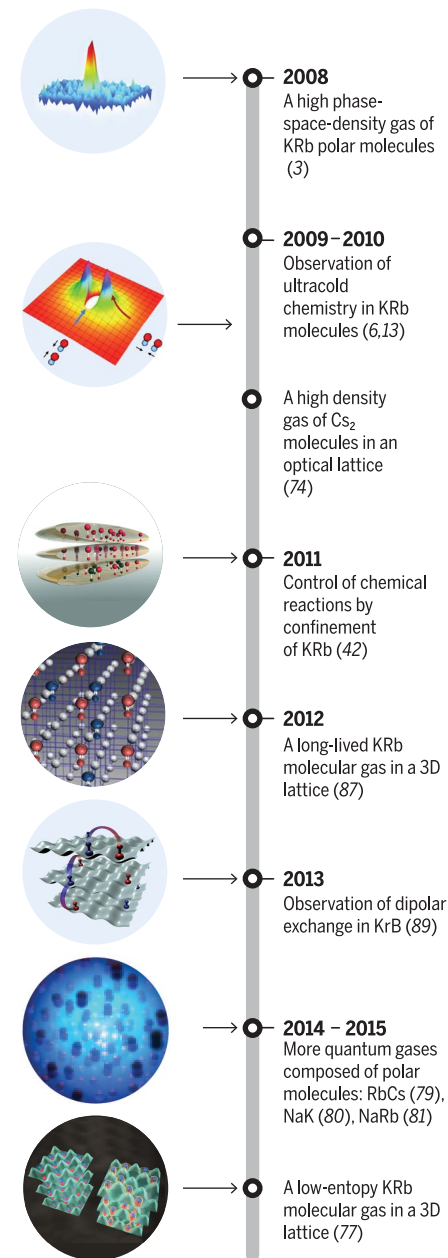 2008
A high phase-
space-density gas of
KRb polar molecules
(3)
2009 – 2010
Observation of
ultracold
chemistry in KRb
molecules (6,13)
A high density
gas of Cs₂
molecules in an
optical lattice
(74)
2011
Control of chemical
reactions by
confinement
of KRb (42)
2012
A long-lived KRb
molecular gas in a 3D
lattice (87)
2013
Observation of dipolar
exchange in KrB (89)
2014 – 2015
More quantum gases
composed of polar
molecules: RbCs (79),
NaK (80), NaRb (81)
A low-entropy KRb
molecular gas in a 3D
lattice (77)